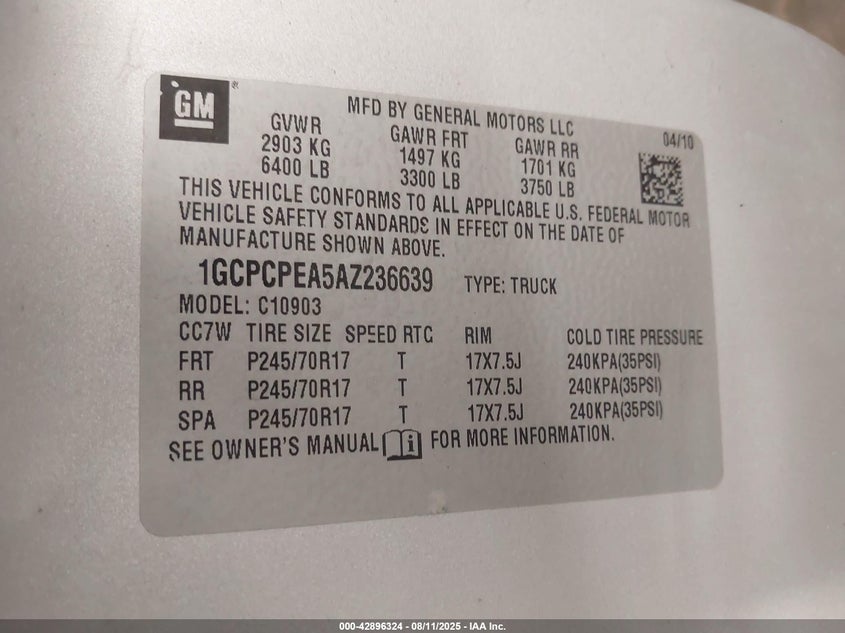 GM
MFD BY GENERAL MOTORS LLC
04/10
GVWR GAWR FRT GAWR RR
2903 KG 1497 KG 1701 KG
6400 LB 3300 LB 3750 LB
THIS VEHICLE CONFORMS TO ALL APPLICABLE U.S. FEDERAL MOTOR
VEHICLE SAFETY STANDARDS IN EFFECT ON THE DATE OF
MANUFACTURE SHOWN ABOVE.
1GCPCPEA5AZ236639 TYPE: TRUCK
MODEL: C10903
CC7W TIRE SIZE SPEED RTG RIM COLD TIRE PRESSURE
FRT P245/70R17 T 17X7.5J 240KPA(35PSI)
RR P245/70R17 T 17X7.5J 240KPA(35PSI)
SPA P245/70R17 T 17X7.5J 240KPA(35PSI)
SEE OWNER'S MANUAL i FOR MORE INFORMATION.
000-42896324 - 08/11/2025 - IAA Inc.